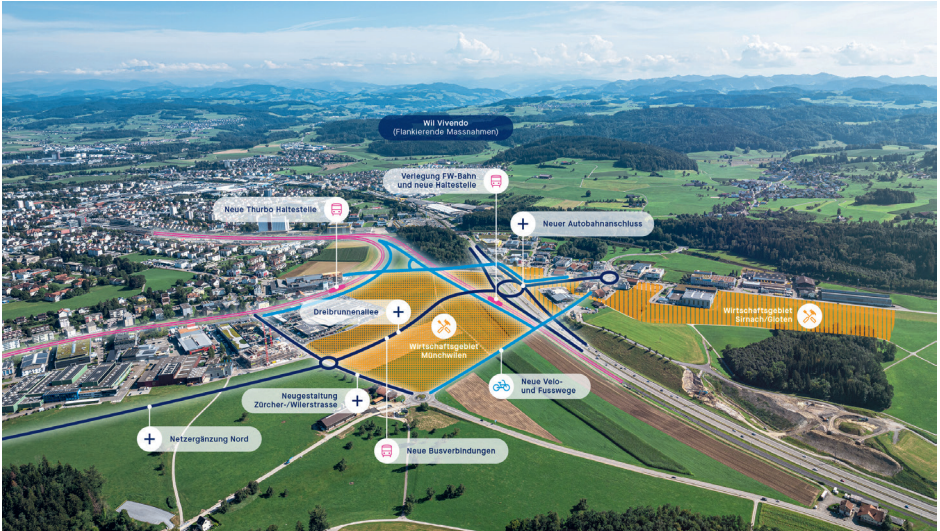 Wil Vivendo
(Flankierende Massnahmen)
Verlegung FW-Bahn
und neue Haltestelle
Neue Thurbo Haltestelle
Neuer Autobahnanschluss
Dreibrunnenallee
Wirtschaftsgebiet
Sirnach/Gloten
Wirtschaftsgebiet
Münchwilen
Neue Velo-
und Fusswege
Neugestaltung
Zürcher-/Wilerstrasse
Netzergänzung Nord
Neue Busverbindungen